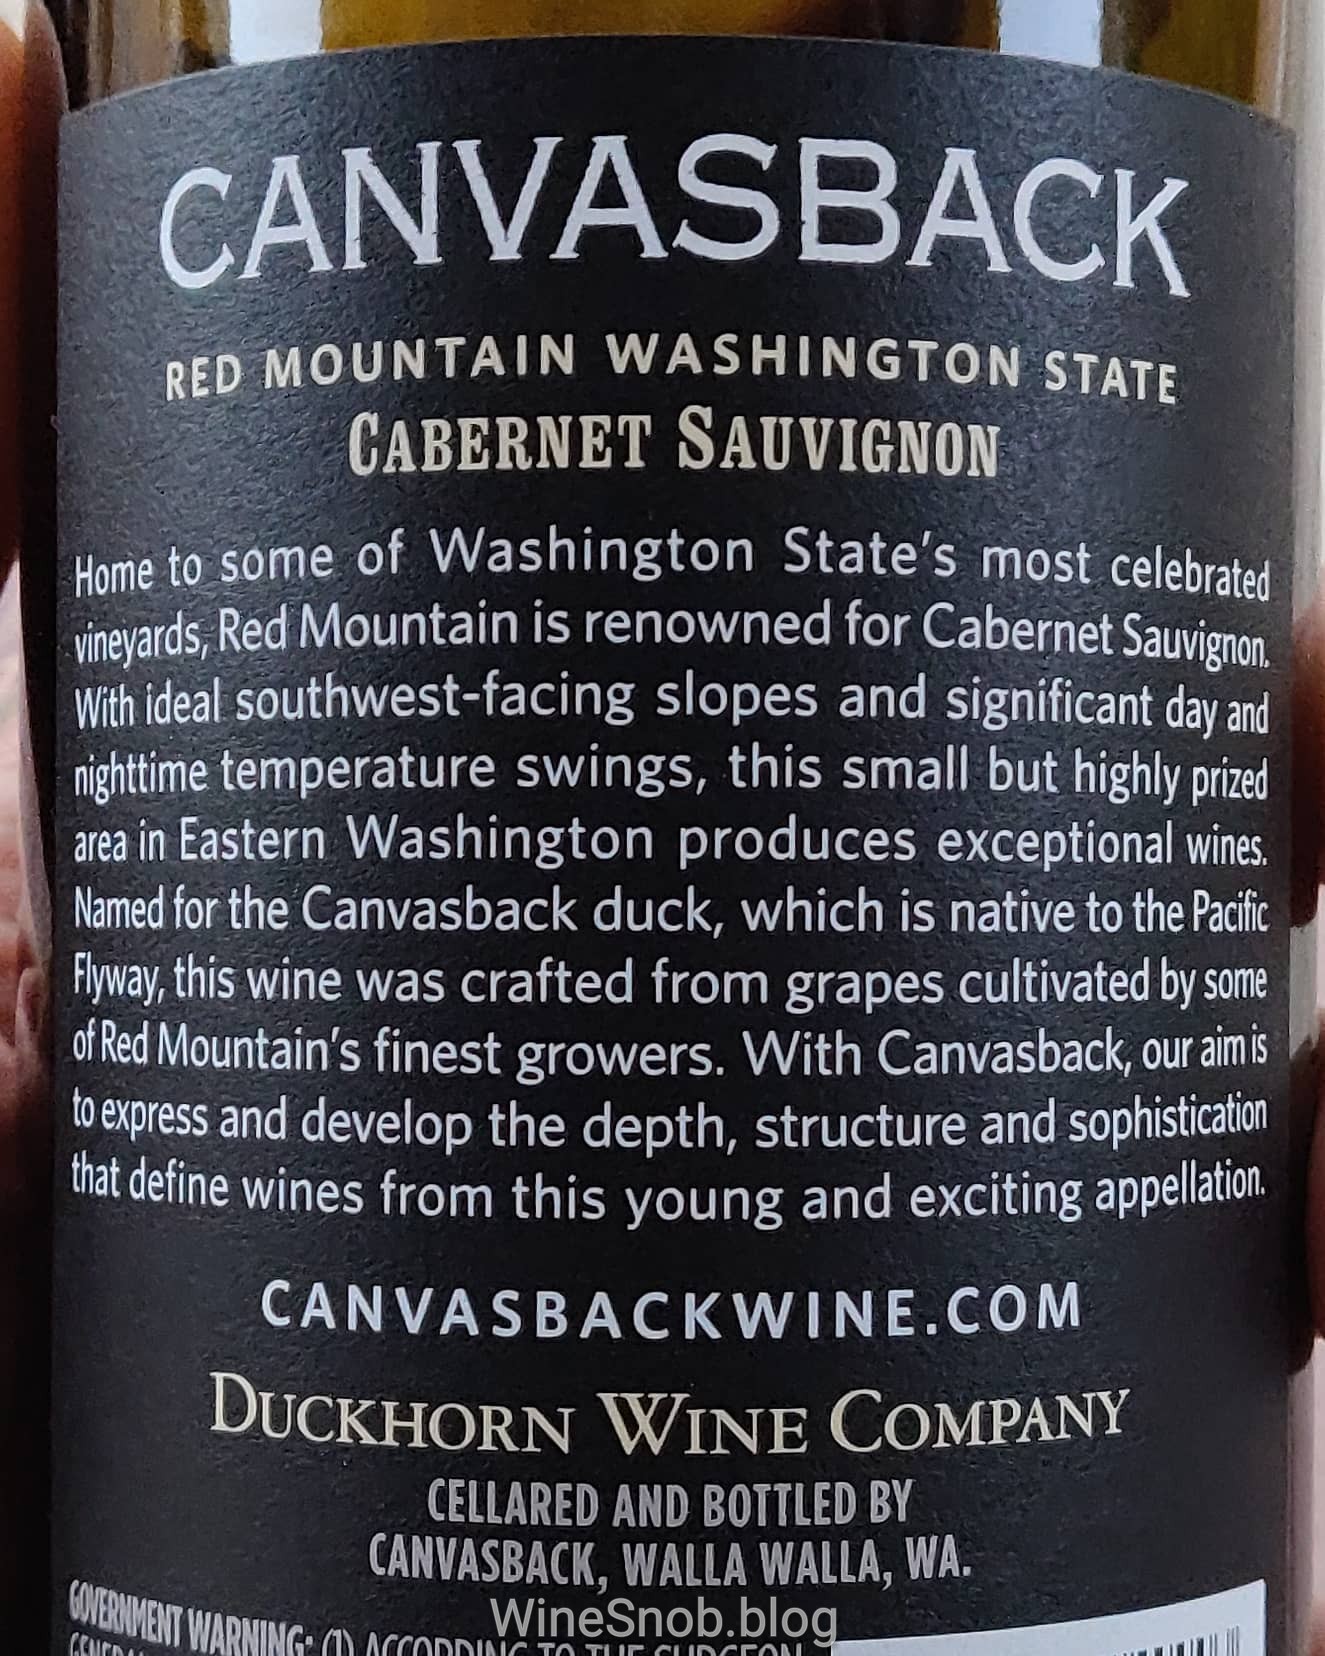 CANVASBACK
RED MOUNTAIN WASHINGTON STATE
CABERNET SAUVIGNON
Home to some of Washington State's most celebrated
vineyards, Red Mountain is renowned for Cabernet Sauvignon.
With ideal southwest-facing slopes and significant day and
nighttime temperature swings, this small but highly prized
area in Eastern Washington produces exceptional wines.
Named for the Canvasback duck, which is native to the Pacific
Flyway, this wine was crafted from grapes cultivated by some
of Red Mountain's finest growers. With Canvasback, our aim is
to express and develop the depth, structure and sophistication
that define wines from this young and exciting appellation.
CANVASBACKWINE.COM
DUCKHORN WINE COMPANY
CELLARED AND BOTTLED BY
CANVASBACK, WALLA WALLA, WA.
GOVERNMENT WARNING: (1) ACCORDING TO THE SURGEON
WineSnob.blog